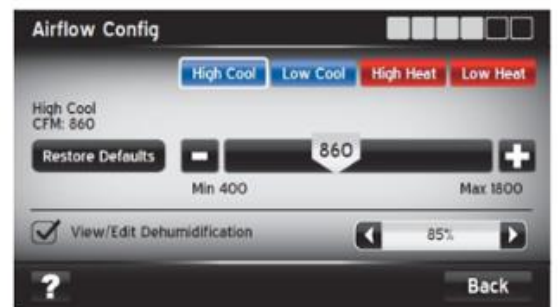 Airflow Config
High Cool Low Cool High Heat Low Heat
High Cool
CFM: 860
Restore Defaults - 860 +
Min 400 Max 1800
View/Edit Dehumidification 85%
? Back